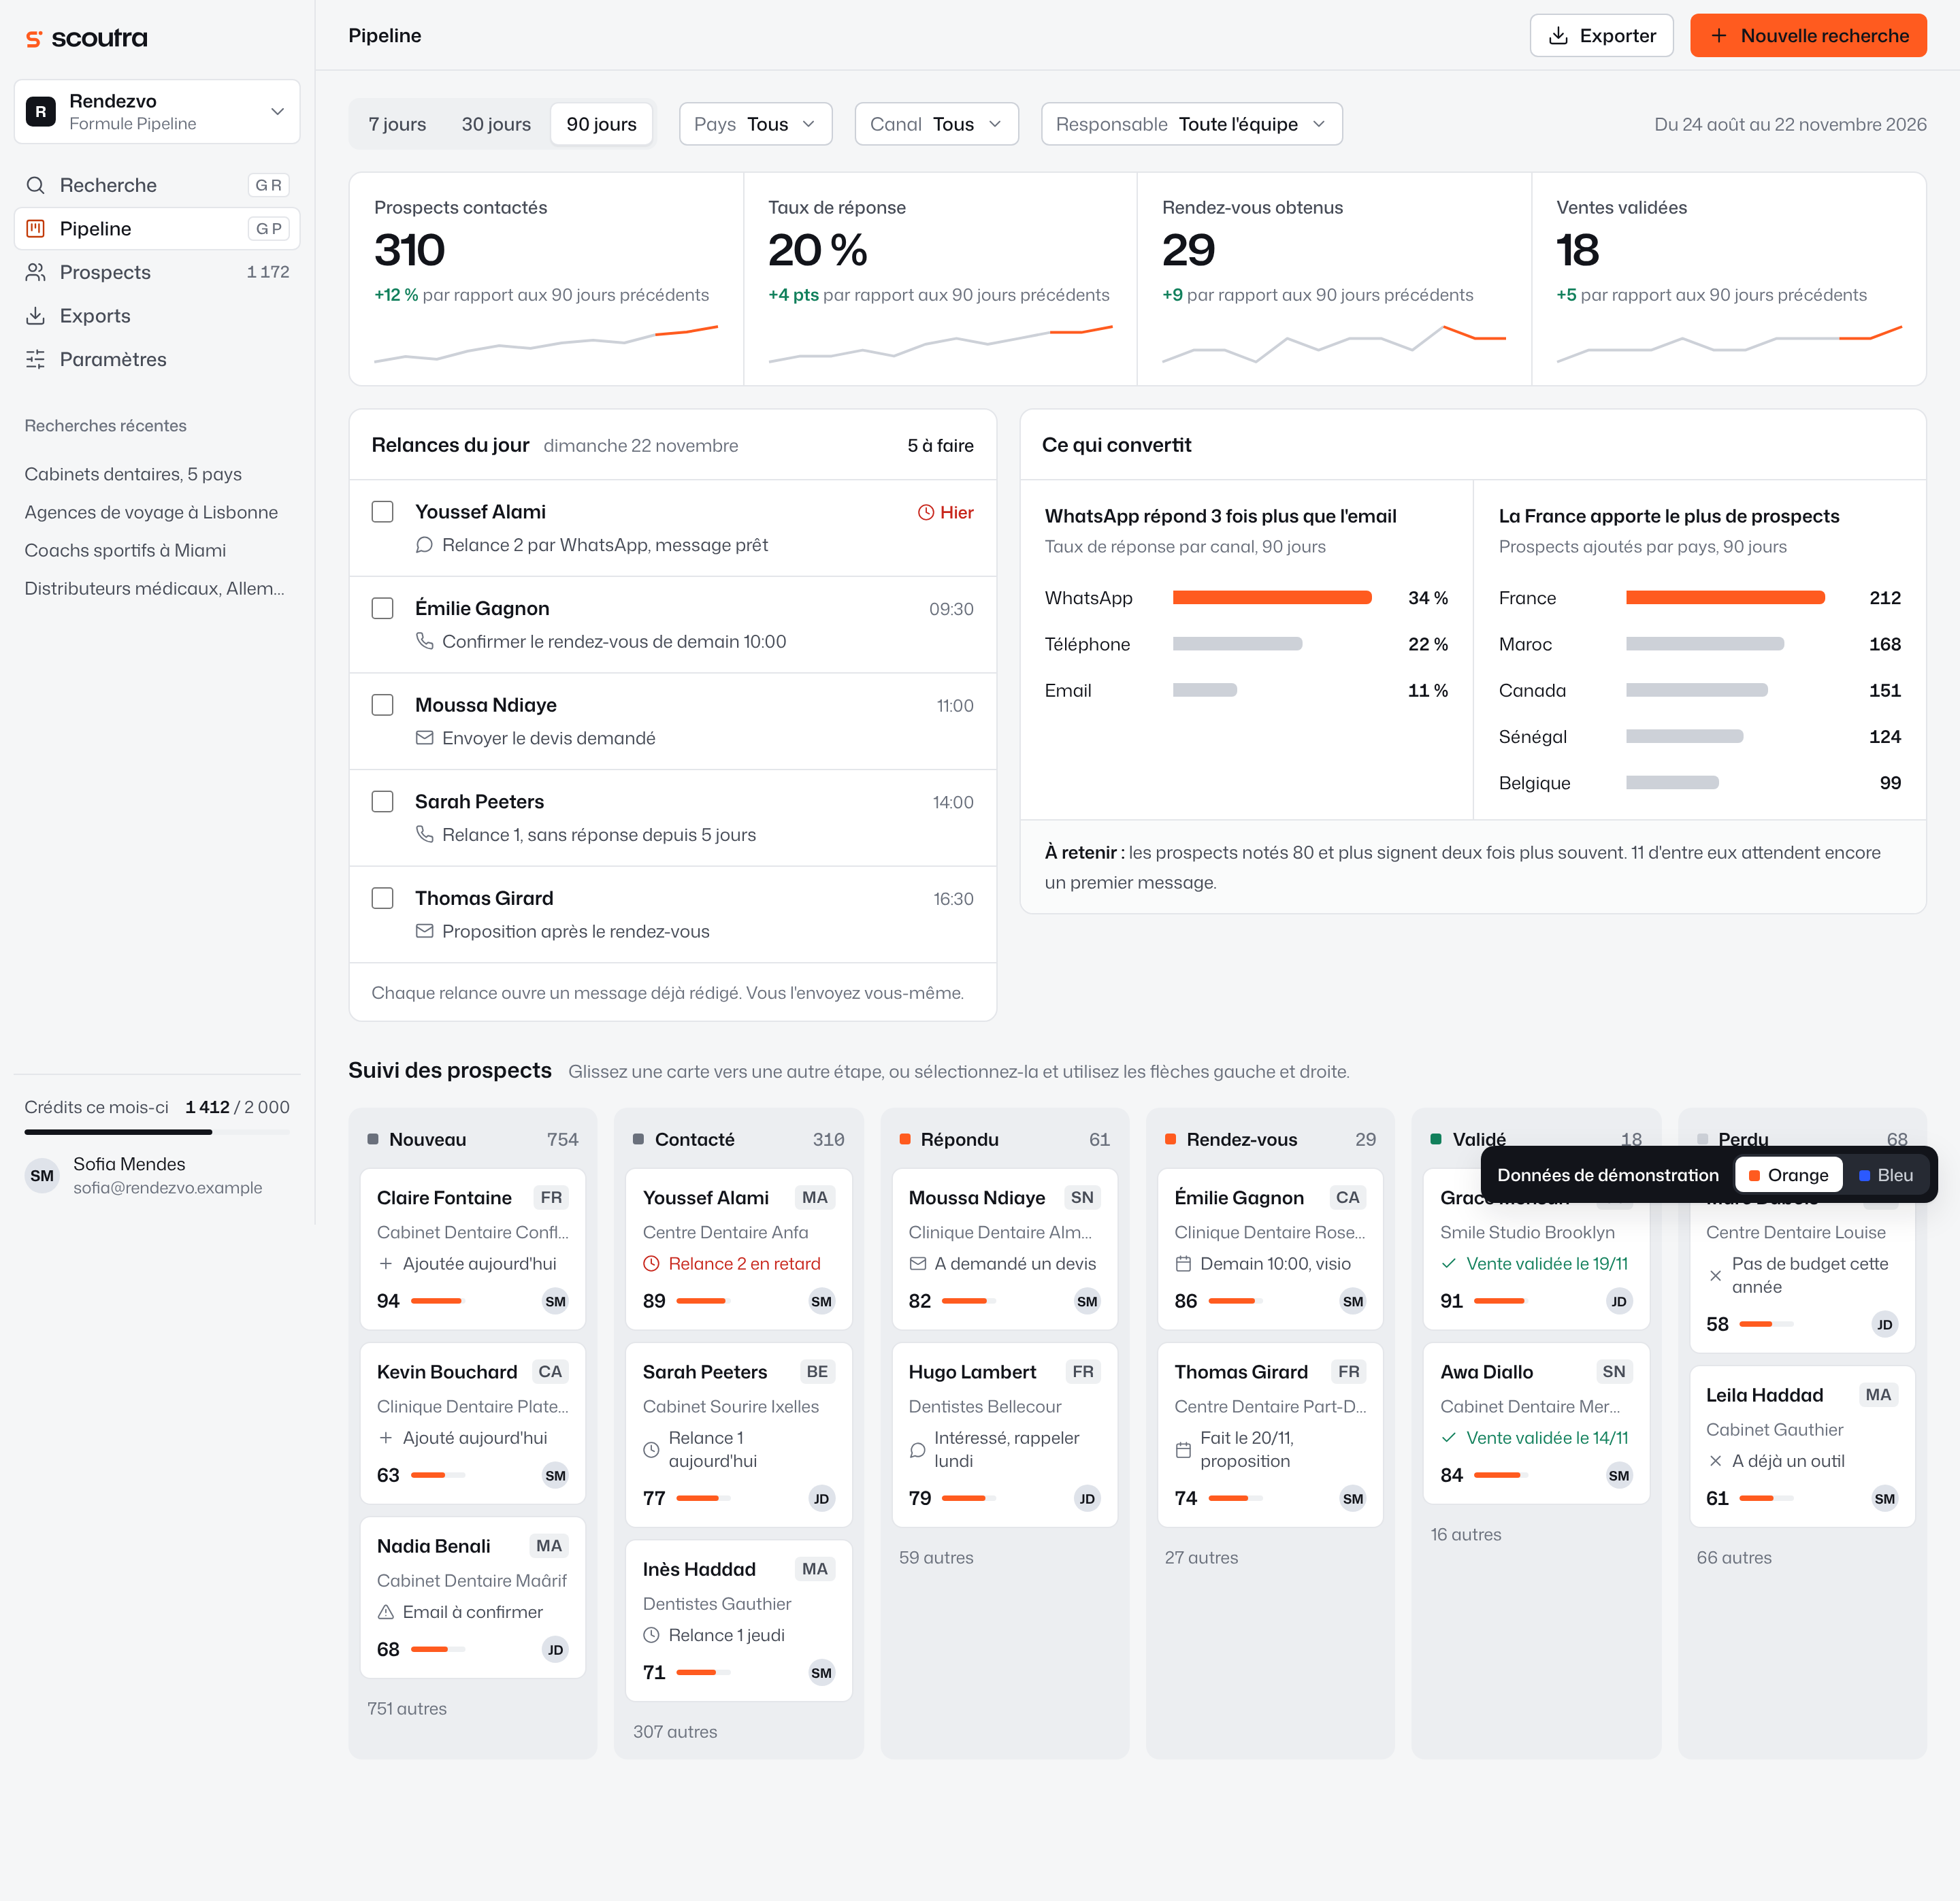 scoutra
Pipeline
Exporter
Nouvelle recherche
R
Rendezvo
Formule Pipeline
Recherche
G R
Pipeline
G P
Prospects
1 172
Exports
Paramètres
Recherches récentes
Cabinets dentaires, 5 pays
Agences de voyage à Lisbonne
Coachs sportifs à Miami
Distributeurs médicaux, Allem...
Crédits ce mois-ci 1 412 / 2 000
SM
Sofia Mendes
sofia@rendezvo.example
7 jours 30 jours 90 jours
Pays Tous
Canal Tous
Responsable Toute l'équipe
Du 24 août au 22 novembre 2026
Prospects contactés
310
+12 % par rapport aux 90 jours précédents
Taux de réponse
20 %
+4 pts par rapport aux 90 jours précédents
Rendez-vous obtenus
29
+9 par rapport aux 90 jours précédents
Ventes validées
18
+5 par rapport aux 90 jours précédents
Relances du jour dimanche 22 novembre 5 à faire
Youssef Alami Hier
Relance 2 par WhatsApp, message prêt
Émilie Gagnon 09:30
Confirmer le rendez-vous de demain 10:00
Moussa Ndiaye 11:00
Envoyer le devis demandé
Sarah Peeters 14:00
Relance 1, sans réponse depuis 5 jours
Thomas Girard 16:30
Proposition après le rendez-vous
Chaque relance ouvre un message déjà rédigé. Vous l'envoyez vous-même.
Ce qui convertit
WhatsApp répond 3 fois plus que l'email
Taux de réponse par canal, 90 jours
WhatsApp 34 %
Téléphone 22 %
Email 11 %
La France apporte le plus de prospects
Prospects ajoutés par pays, 90 jours
France 212
Maroc 168
Canada 151
Sénégal 124
Belgique 99
À retenir : les prospects notés 80 et plus signent deux fois plus souvent. 11 d'entre eux attendent encore
un premier message.
Suivi des prospects Glissez une carte vers une autre étape, ou sélectionnez-la et utilisez les flèches gauche et droite.
Nouveau 754
Claire Fontaine FR
Cabinet Dentaire Confl...
Ajoutée aujourd'hui
94 SM
Kevin Bouchard CA
Clinique Dentaire Plate...
Ajouté aujourd'hui
63 SM
Nadia Benali MA
Cabinet Dentaire Maârif
Email à confirmer
68 JD
751 autres
Contacté 310
Youssef Alami MA
Centre Dentaire Anfa
Relance 2 en retard
89 SM
Sarah Peeters BE
Cabinet Sourire Ixelles
Relance 1
aujourd'hui
77 JD
Inès Haddad MA
Dentistes Gauthier
Relance 1 jeudi
71 SM
307 autres
Répondu 61
Moussa Ndiaye SN
Clinique Dentaire Alm...
A demandé un devis
82 SM
Hugo Lambert FR
Dentistes Bellecour
Intéressé, rappeler
lundi
79 JD
59 autres
Rendez-vous 29
Émilie Gagnon CA
Clinique Dentaire Rose...
Demain 10:00, visio
86 SM
Thomas Girard FR
Centre Dentaire Part-D...
Fait le 20/11,
proposition
74 SM
27 autres
Validé 18
Smile Studio Brooklyn
Vente validée le 19/11
91 JD
Awa Diallo SN
Cabinet Dentaire Mer...
Vente validée le 14/11
84 SM
16 autres
Perdu 68
Données de démonstration Orange Bleu
Centre Dentaire Louise
Pas de budget cette
année
58 JD
Leila Haddad MA
Cabinet Gauthier
A déjà un outil
61 SM
66 autres